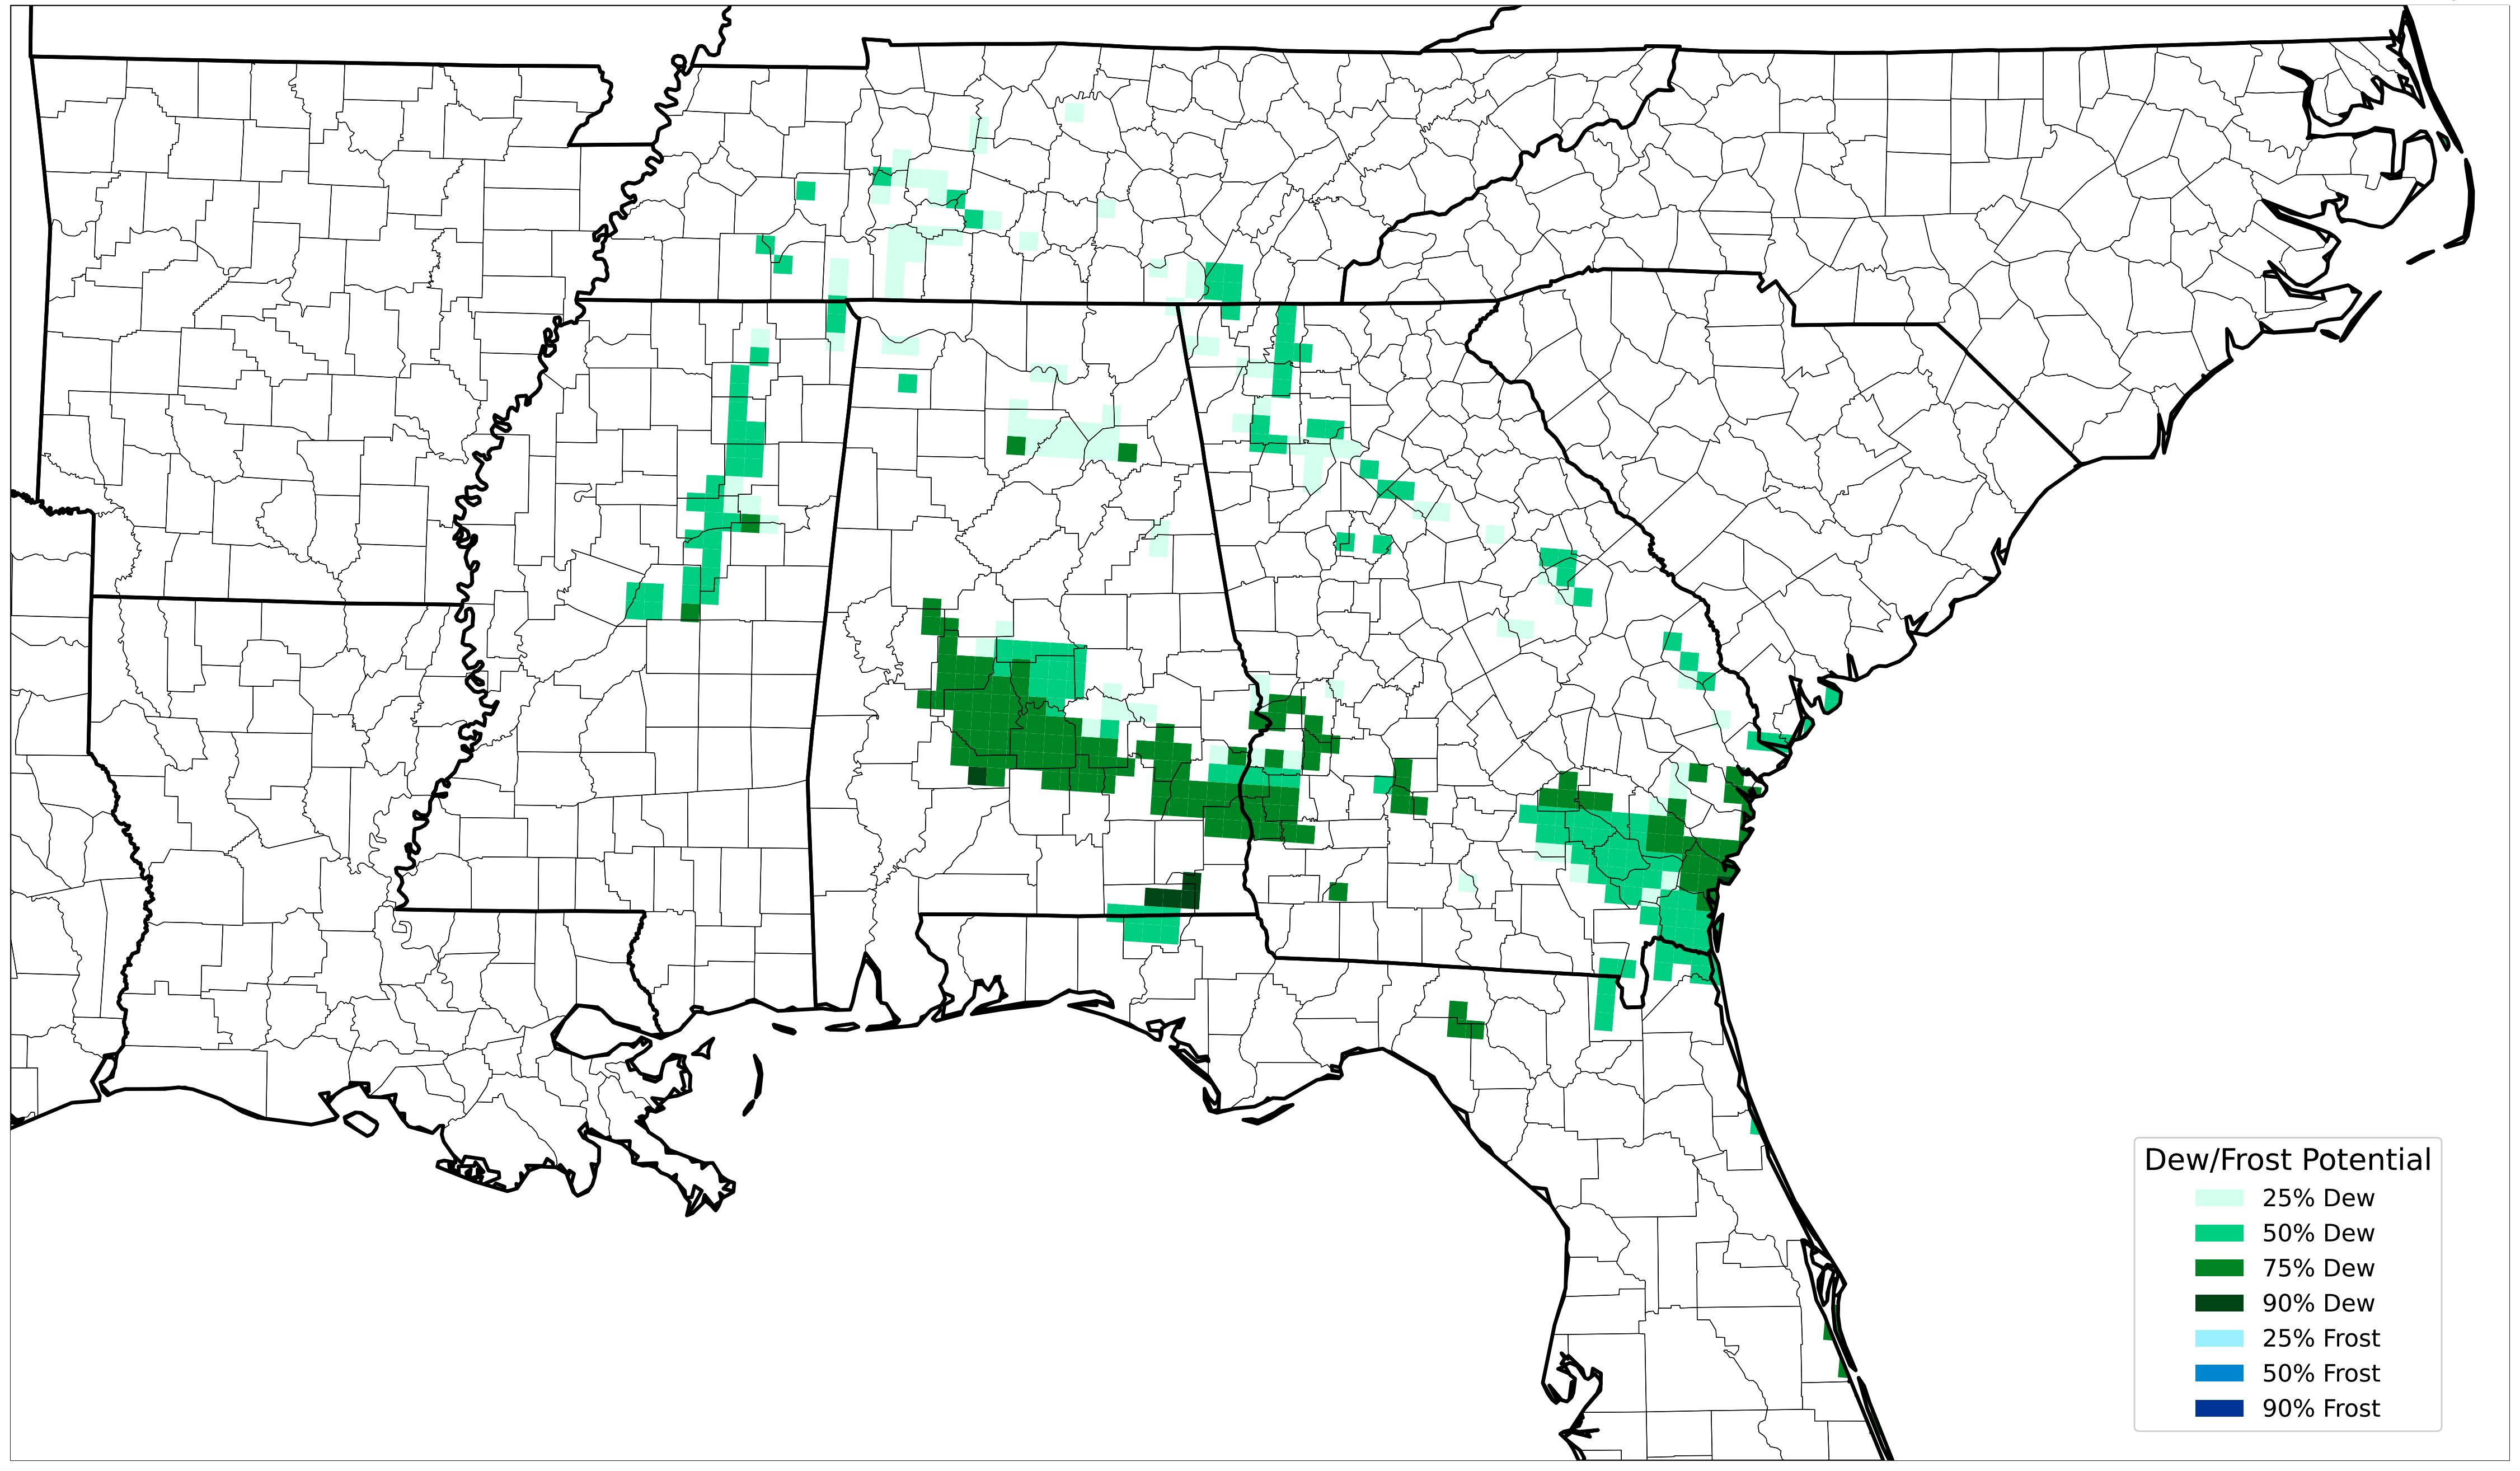 Dew/Frost Potential
25% Dew
50% Dew
75% Dew
90% Dew
25% Frost
50% Frost
90% Frost